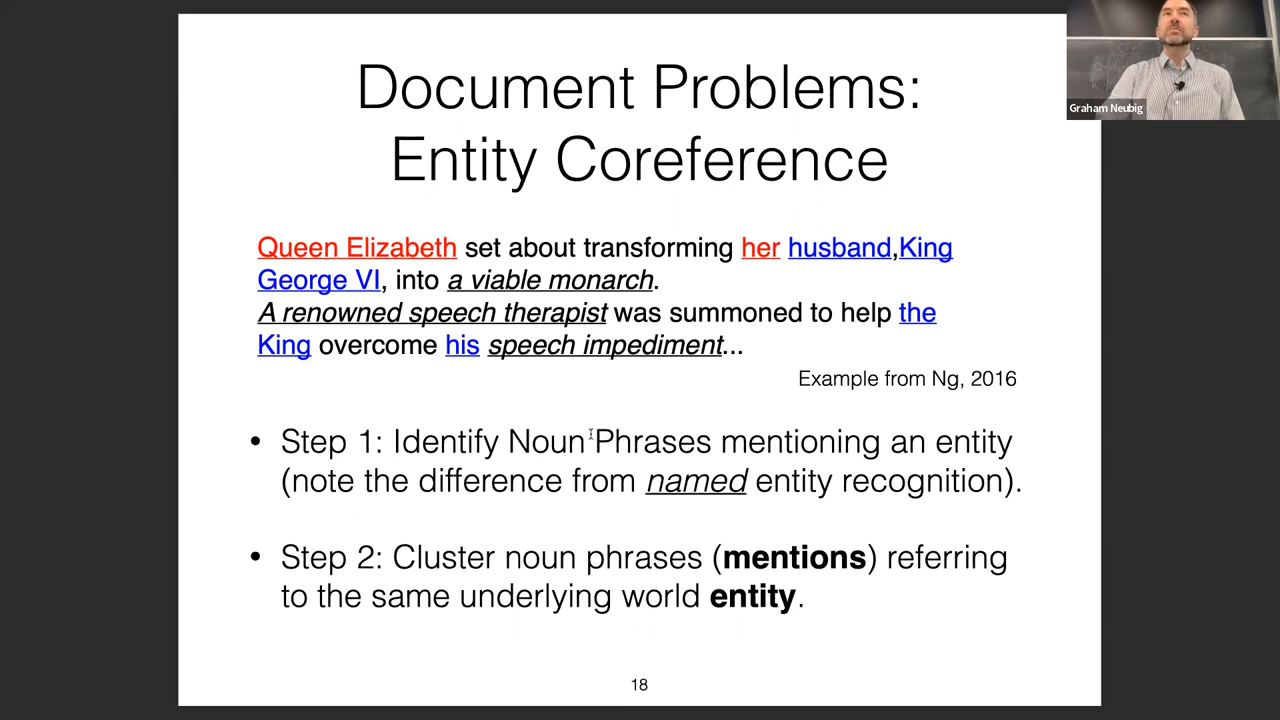 Document Problems:
Entity Coreference
Graham Neubig
Queen Elizabeth set about transforming her husband,King
George VI, into a viable monarch.
A renowned speech therapist was summoned to help the
King overcome his speech impediment...
Example from Ng, 2016
• Step 1: Identify Noun Phrases mentioning an entity
(note the difference from named entity recognition).
• Step 2: Cluster noun phrases (mentions) referring
to the same underlying world entity.
18